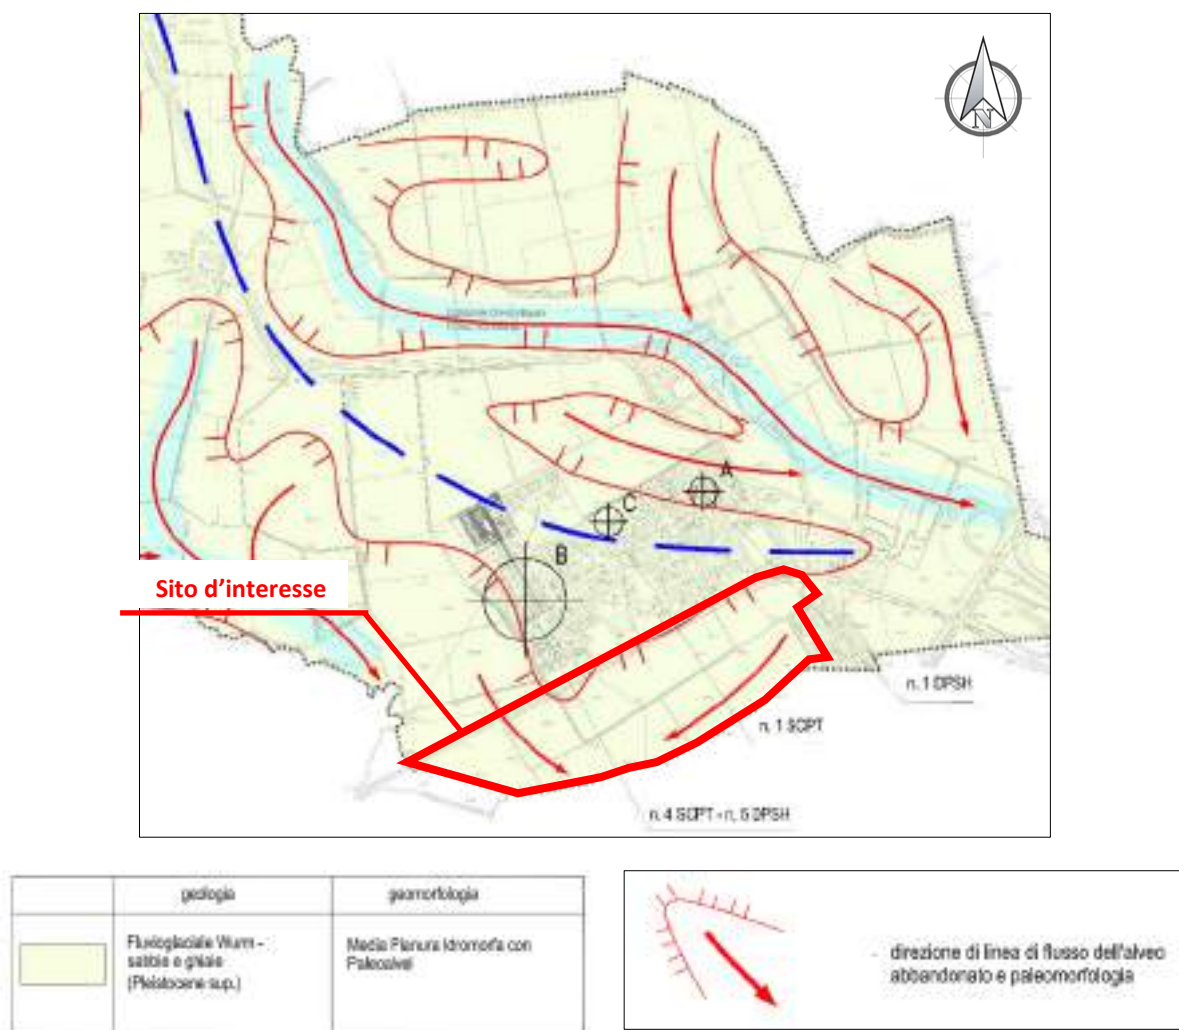 N
A
C
B
Sito d'interesse
n. 1 DPSH
n. 1 SCPT
n. 4 SCPT - n. 5 DPSH
geologia
geomorfologia
Fluvioglaciale Wurm -
sabbie e ghiaie
(Pleistocene sup.)
Media Pianura Idromorfa con
Paleoalvei
- direzione di linea di flusso dell'alveo
abbandonato e paleomorfologia